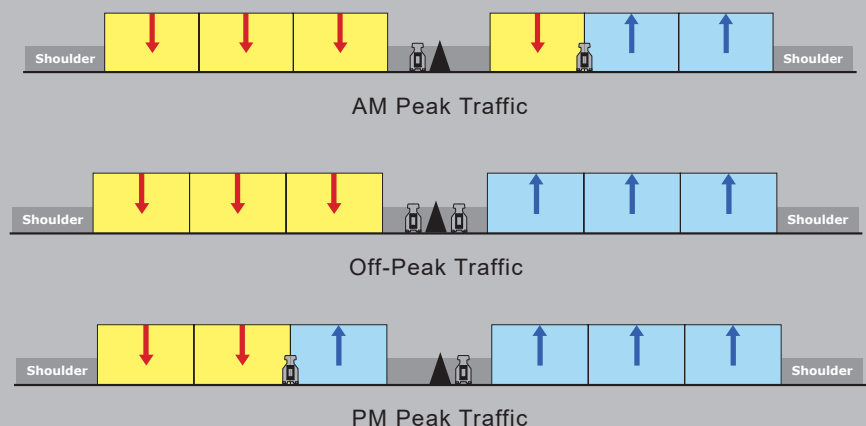 Shoulder
Shoulder
AM Peak Traffic
Shoulder
Shoulder
Off-Peak Traffic
Shoulder
Shoulder
PM Peak Traffic